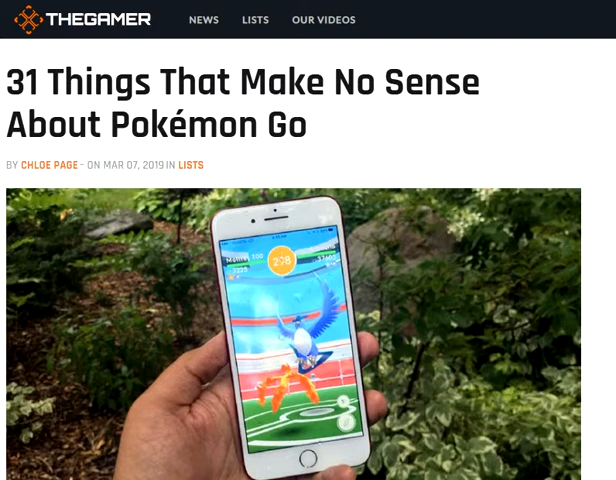 THEGAMER
NEWS LISTS OUR VIDEOS
31 Things That Make No Sense
About Pokémon Go
BY CHLOE PAGE - ON MAR 07, 2019 IN LISTS
298